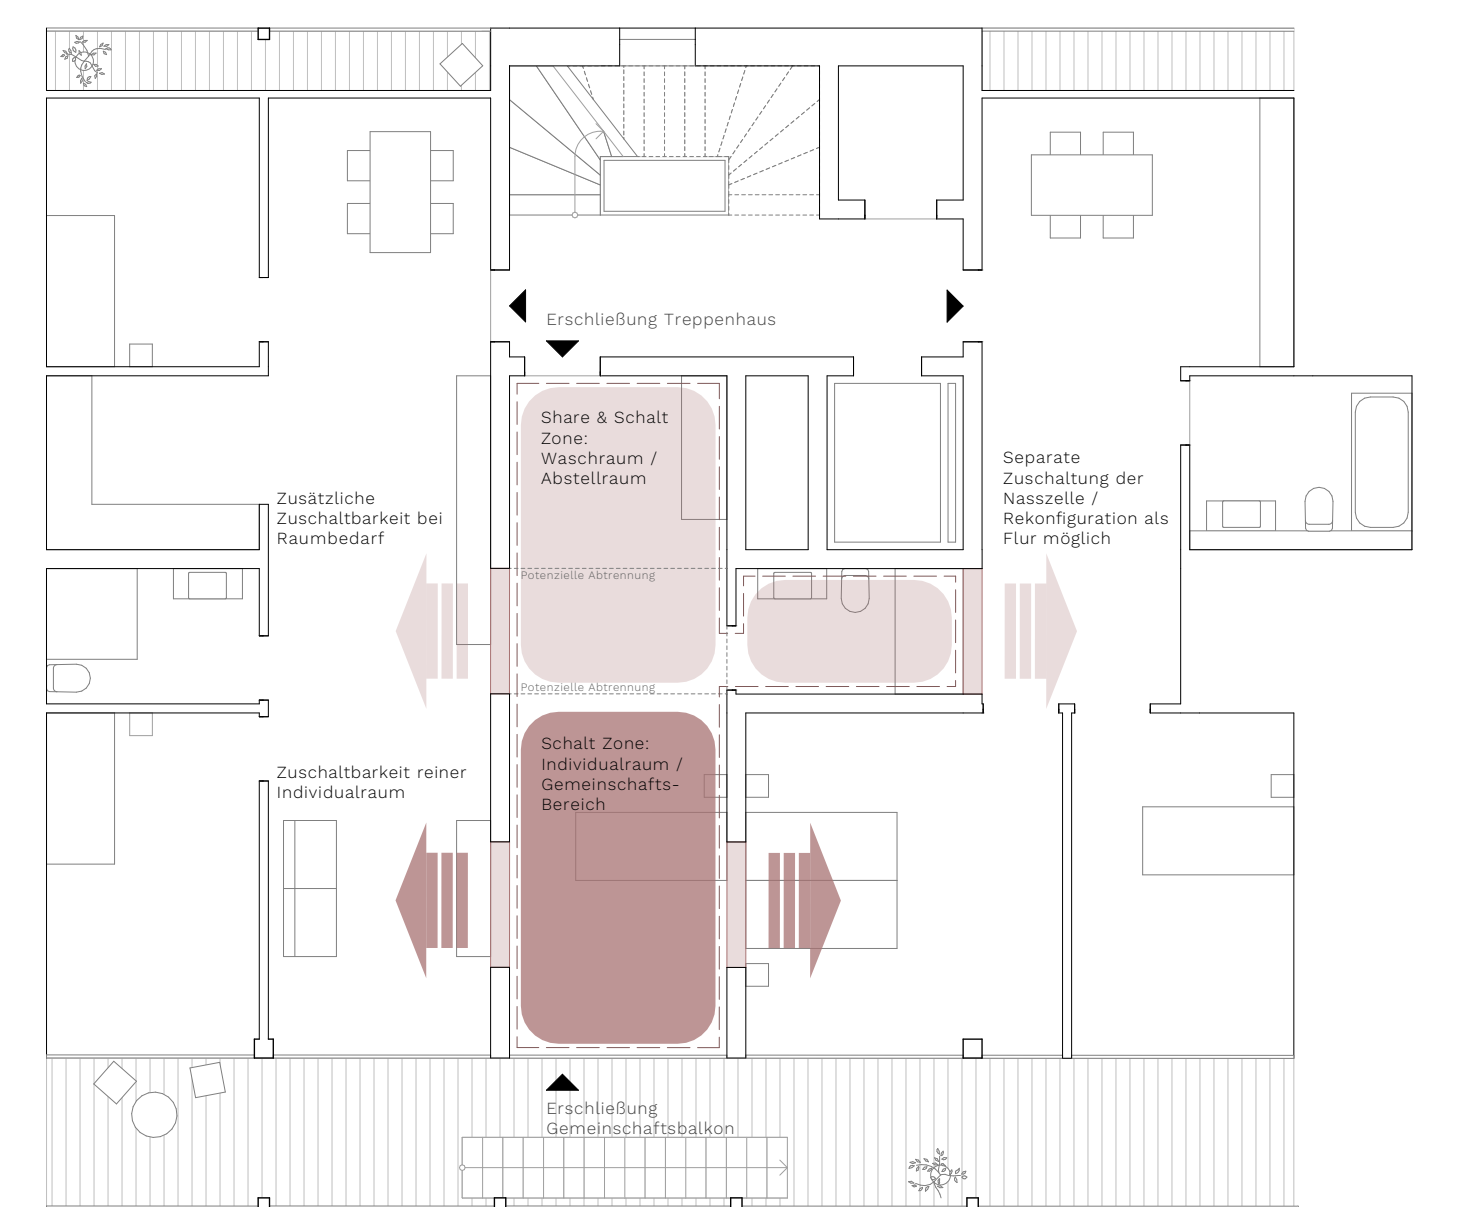 Erschließung Treppenhaus
Share & Schalt
Zone:
Waschraum /
Abstellraum
Separate
Zuschaltung der
Nasszelle /
Rekonfiguration als
Flur möglich
Zusätzliche
Zuschaltbarkeit bei
Raumbedarf
Potenzielle Abtrennung
Potenzielle Abtrennung
Schalt Zone:
Individualraum /
Gemeinschafts-
Bereich
Zuschaltbarkeit reiner
Individualraum
Erschließung
Gemeinschaftsbalkon